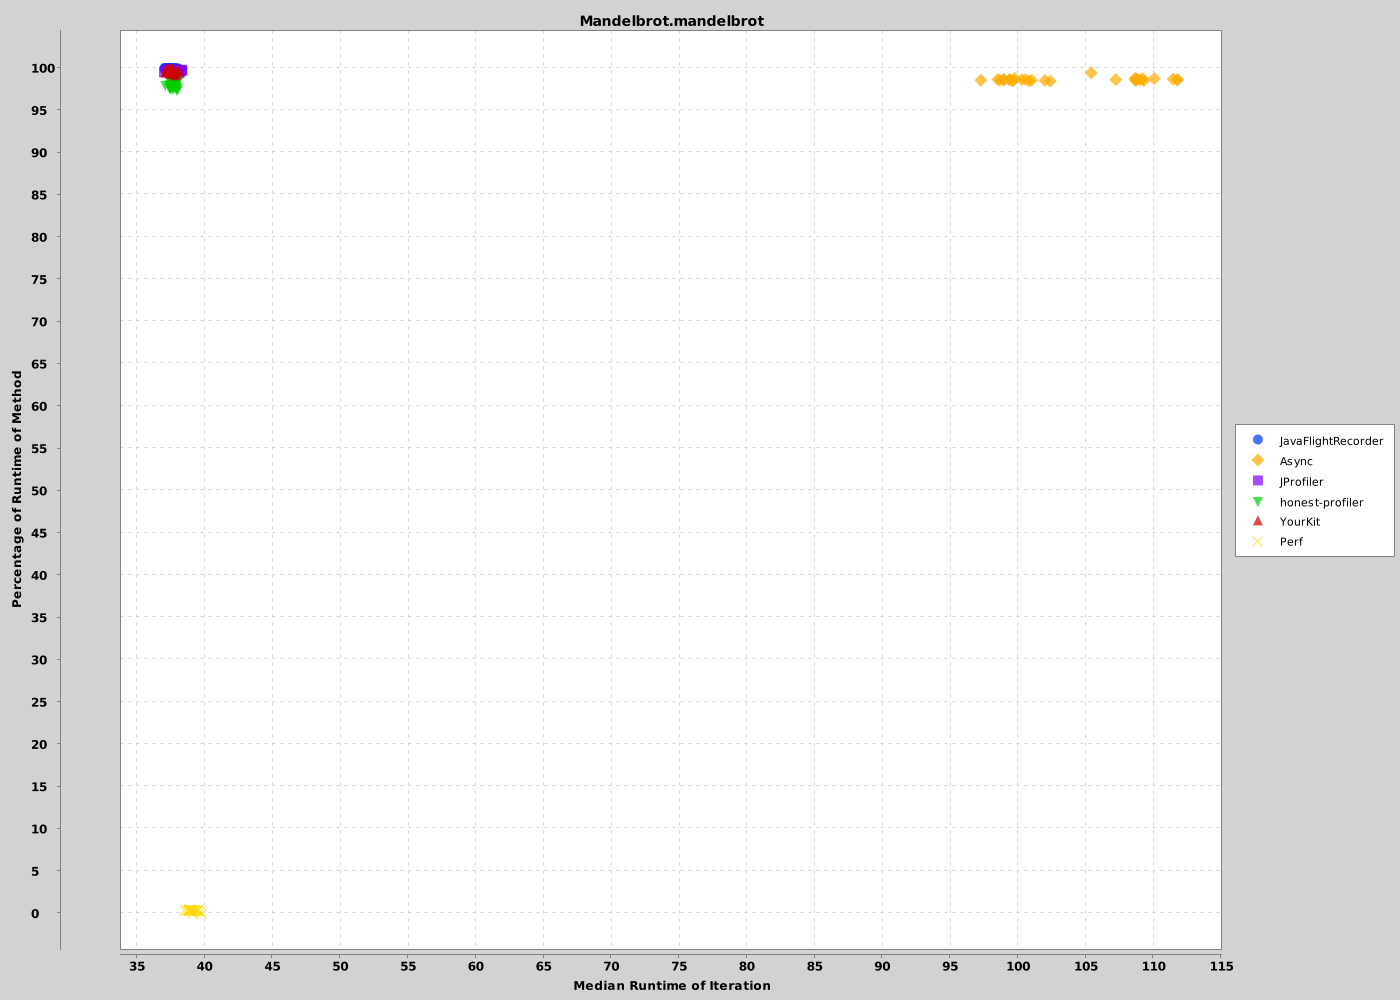 Mandelbrot.mandelbrot
100
95
90
85
80
75
70
65
60
55
50
45
40
35
30
25
20
15
10
5
0
Percentage of Runtime of Method
35 40 45 50 55 60 65 70 75 80 85 90 95 100 105 110 115
Median Runtime of Iteration
JavaFlightRecorder
Async
JProfiler
honest-profiler
YourKit
Perf